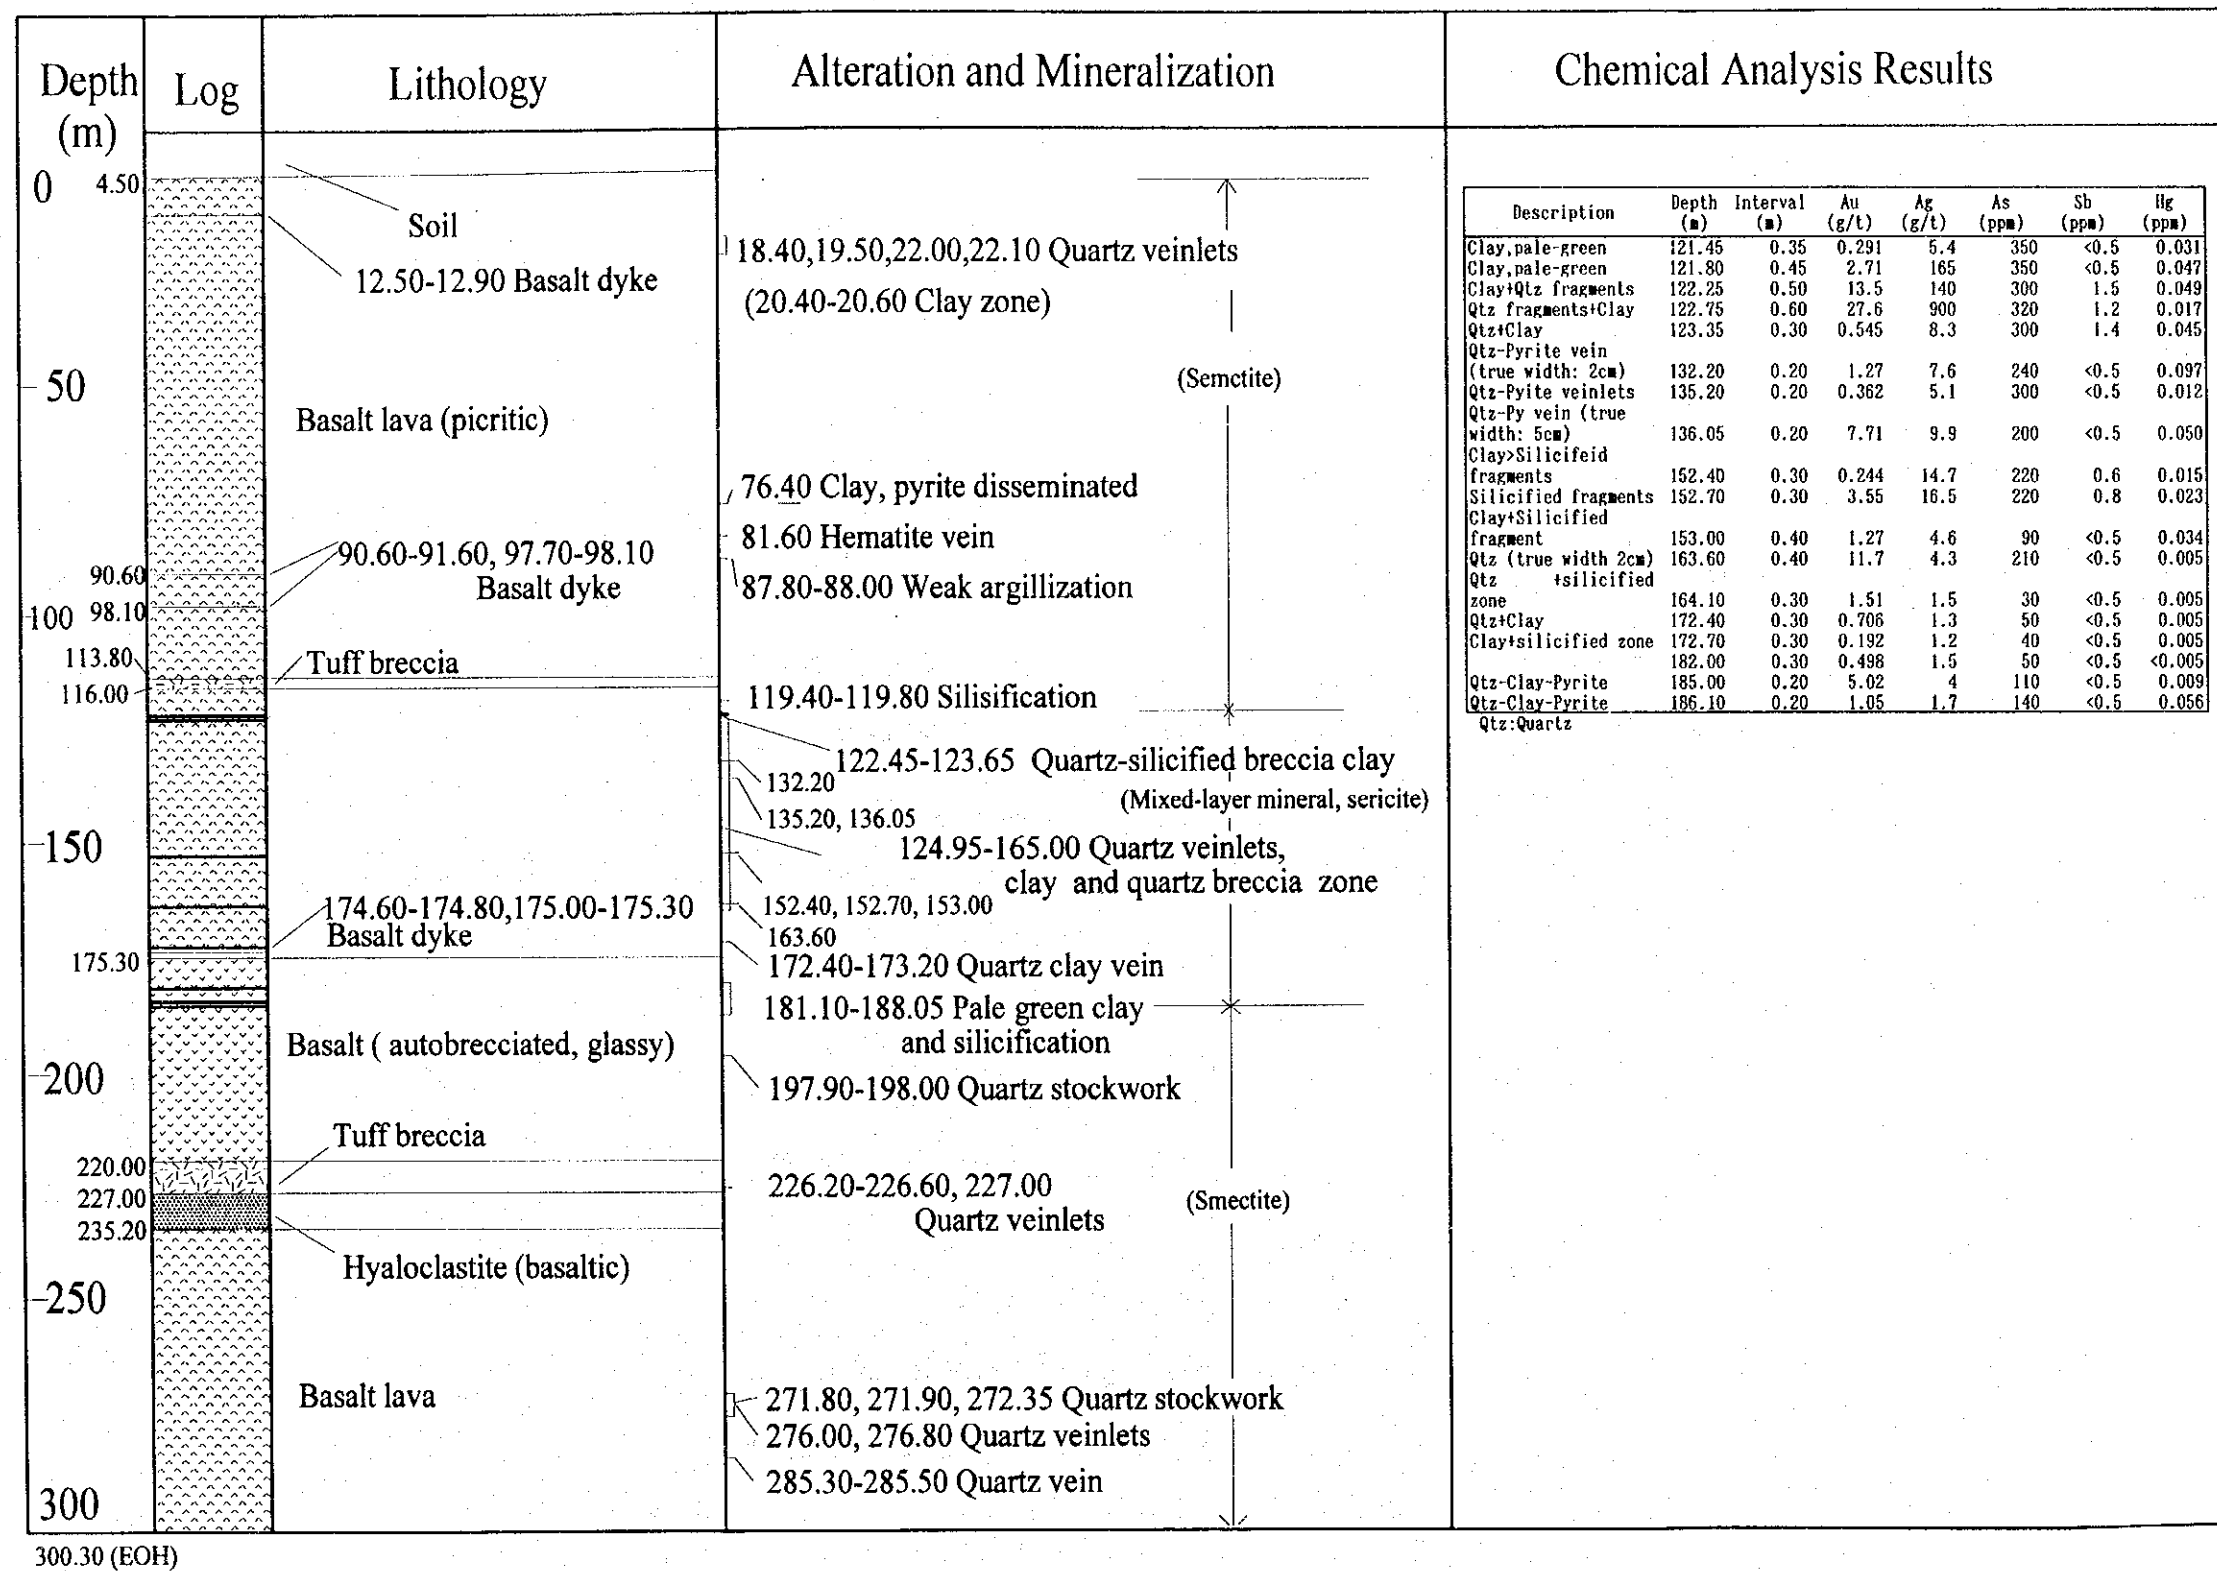 Depth
(m)
Log
Lithology
Alteration and Mineralization
Chemical Analysis Results
0
4.50
50
90.60
100
98.10
113.80
116.00
150
175.30
200
220.00
227.00
235.20
250
300
300.30 (EOH)
Soil
12.50-12.90 Basalt dyke
Basalt lava (picritic)
90.60-91.60, 97.70-98.10
Basalt dyke
Tuff breccia
174.60-174.80,175.00-175.30
Basalt dyke
Basalt ( autobrecciated, glassy)
Tuff breccia
Hyaloclastite (basaltic)
Basalt lava
18.40,19.50,22.00,22.10 Quartz veinlets
(20.40-20.60 Clay zone)
(Semctite)
76.40 Clay, pyrite disseminated
81.60 Hematite vein
87.80-88.00 Weak argillization
119.40-119.80 Silisification
122.45-123.65 Quartz-silicified breccia clay
132.20
(Mixed-layer mineral, sericite)
135.20, 136.05
124.95-165.00 Quartz veinlets,
clay and quartz breccia zone
152.40, 152.70, 153.00
163.60
172.40-173.20 Quartz clay vein
181.10-188.05 Pale green clay
and silicification
197.90-198.00 Quartz stockwork
226.20-226.60, 227.00
Quartz veinlets
(Smectite)
271.80, 271.90, 272.35 Quartz stockwork
276.00, 276.80 Quartz veinlets
285.30-285.50 Quartz vein
Description Depth Interval Au Ag As Sb Hg
(m) (m) (g/t) (g/t) (ppm) (ppm) (ppm)
Clay,pale-green 121.45 0.35 0.291 5.4 350 <0.5 0.031
Clay,pale-green 121.80 0.45 2.71 165 350 <0.5 0.047
Clay+Qtz fragments 122.25 0.50 13.5 140 300 1.5 0.049
Qtz fragments+Clay 122.75 0.60 27.6 900 320 1.2 0.017
Qtz+Clay 123.35 0.30 0.545 8.3 300 1.4 0.045
Qtz-Pyrite vein
(true width: 2cm) 132.20 0.20 1.27 7.6 240 <0.5 0.097
Qtz-Pyite veinlets 135.20 0.20 0.362 5.1 300 <0.5 0.012
Qtz-Py vein (true
width: 5cm) 136.05 0.20 7.71 9.9 200 <0.5 0.050
Clay>Silicifeid
fragments 152.40 0.30 0.244 14.7 220 0.6 0.015
Silicified fragments 152.70 0.30 3.55 16.5 220 0.8 0.023
Clay+Silicified
fragment 153.00 0.40 1.27 4.6 90 <0.5 0.034
Qtz (true width 2cm) 163.60 0.40 11.7 4.3 210 <0.5 0.005
Qtz +silicified
zone 164.10 0.30 1.51 1.5 30 <0.5 0.005
Qtz+Clay 172.40 0.30 0.706 1.3 50 <0.5 0.005
Clay+silicified zone 172.70 0.30 0.192 1.2 40 <0.5 0.005
182.00 0.30 0.498 1.5 50 <0.5 <0.005
Qtz-Clay-Pyrite 185.00 0.20 5.02 4 110 <0.5 0.009
Qtz-Clay-Pyrite 186.10 0.20 1.05 1.7 140 <0.5 0.056
Qtz:Quartz